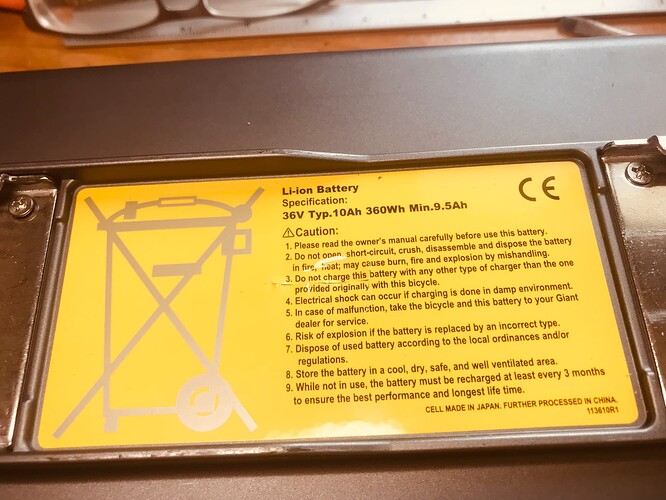 Li-ion Battery
Specification:
36V Typ.10Ah 360Wh Min.9.5Ah
CE
⚠Caution:
1. Please read the owner's manual carefully before use this battery.
2. Do not open, short-circuit, crush, disassemble and dispose the battery
in fire, heat; may cause burn, fire and explosion by mishandling.
3. Do not charge this battery with any other type of charger than the one
provided originally with this bicycle.
4. Electrical shock can occur if charging is done in damp environment.
5. In case of malfunction, take the bicycle and this battery to your Giant
dealer for service.
6. Risk of explosion if the battery is replaced by an incorrect type.
7. Dispose of used battery according to the local ordinances and/or
regulations.
8. Store the battery in a cool, dry, safe, and well ventilated area.
9. While not in use, the battery must be recharged at least every 3 months
to ensure the best performance and longest life time.
CELL MADE IN JAPAN. FURTHER PROCESSED IN CHINA.
113610R1